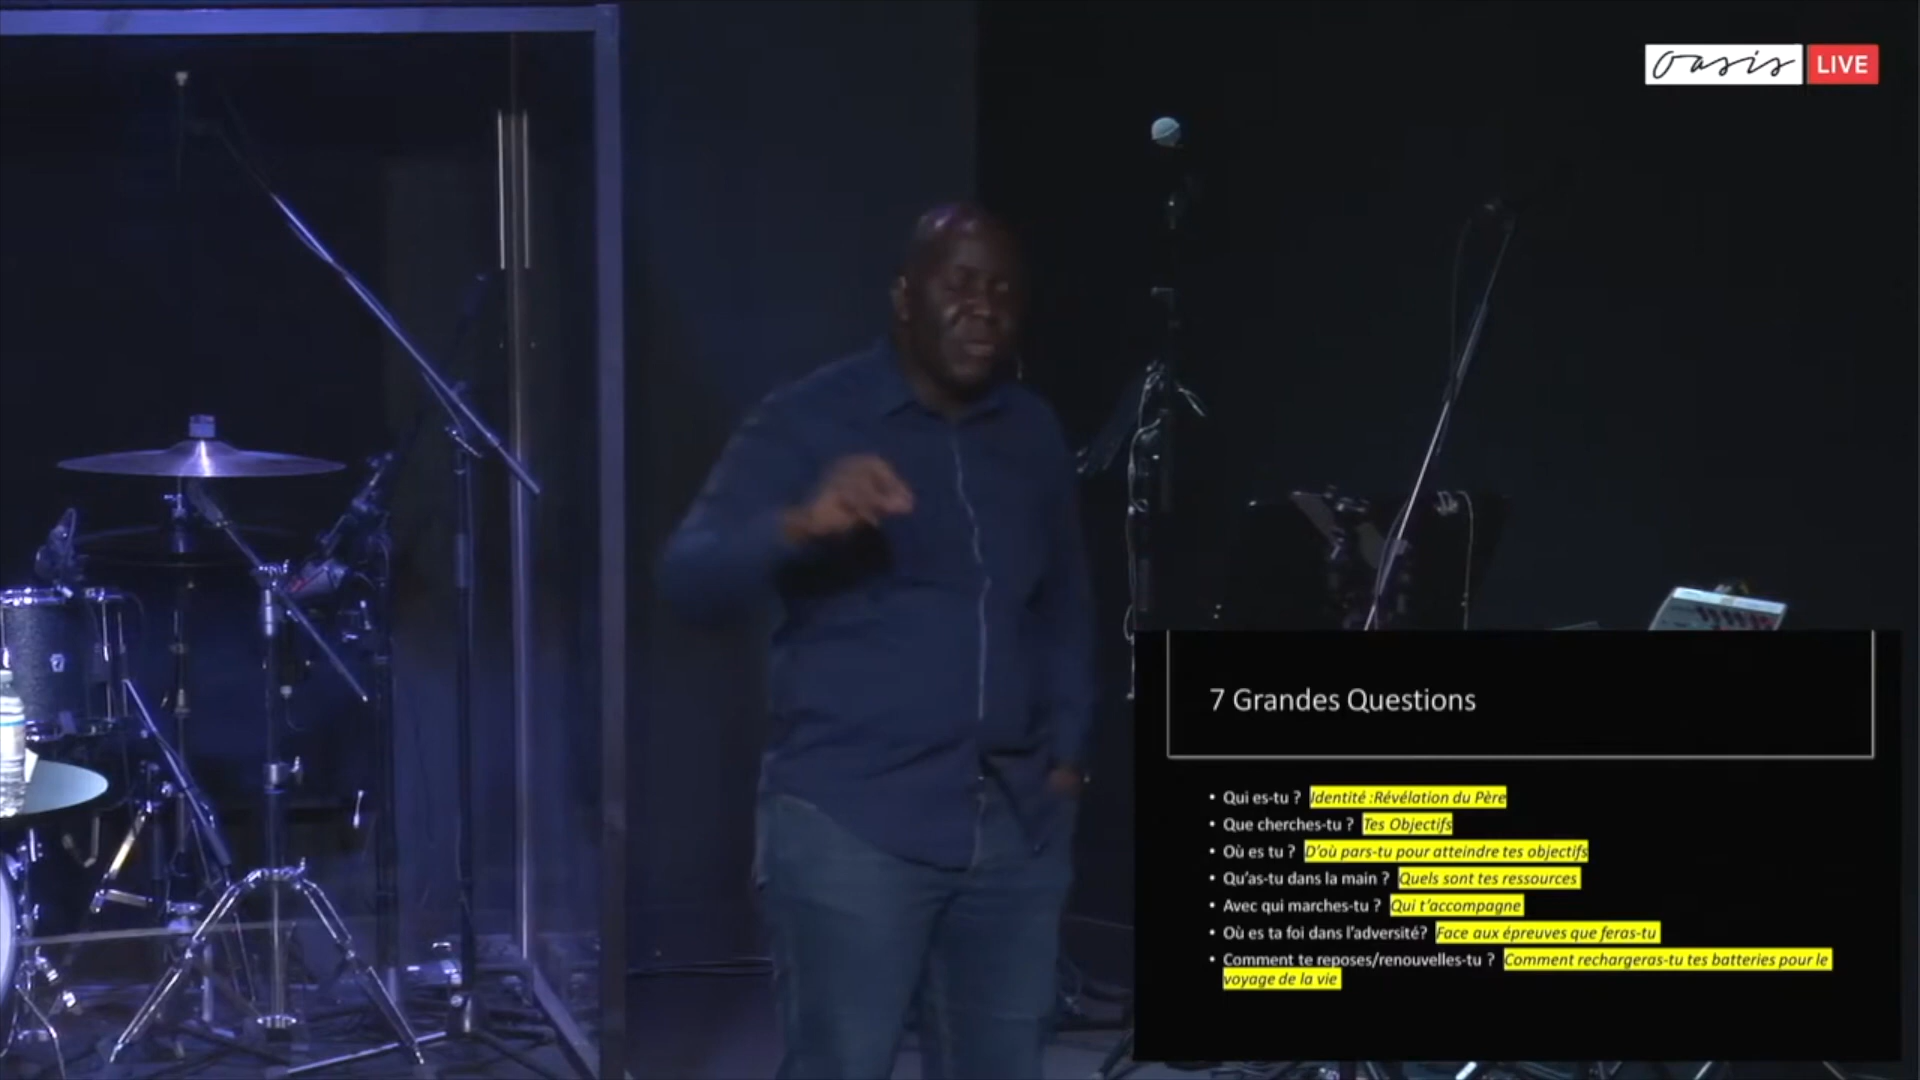 Oasis LIVE
7 Grandes Questions
• Qui es-tu ? Identité :Révélation du Père
• Que cherches-tu ? Tes Objectifs
• Où es tu ? D'où pars-tu pour atteindre tes objectifs
• Qu'as-tu dans la main ? Quels sont tes ressources
• Avec qui marches-tu ? Qui t'accompagne
• Où es ta foi dans l'adversité? Face aux épreuves que feras-tu
• Comment te reposes/renouvelles-tu ? Comment rechargeras-tu tes batteries pour le
voyage de la vie